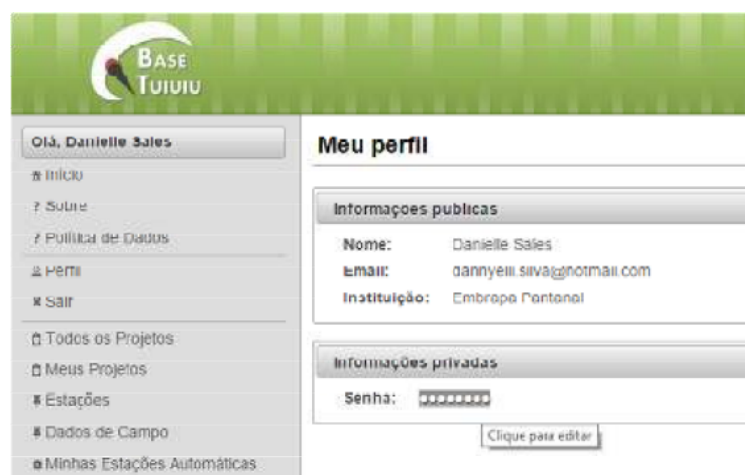 BASE
TUIUIU
Olá, Danielle Sales
Início
? Sobre
? Política de Dados
Perfil
Sair
Todos os Projetos
Meus Projetos
Estações
Dados de Campo
Minhas Estações Automáticas
Meu perfil
Informações publicas
Nome: Danielle Sales
Email: dannyelli.silva@hotmail.com
Instituição: Embrapa Pantanal
Informações privadas
Senha:
Clique para editar